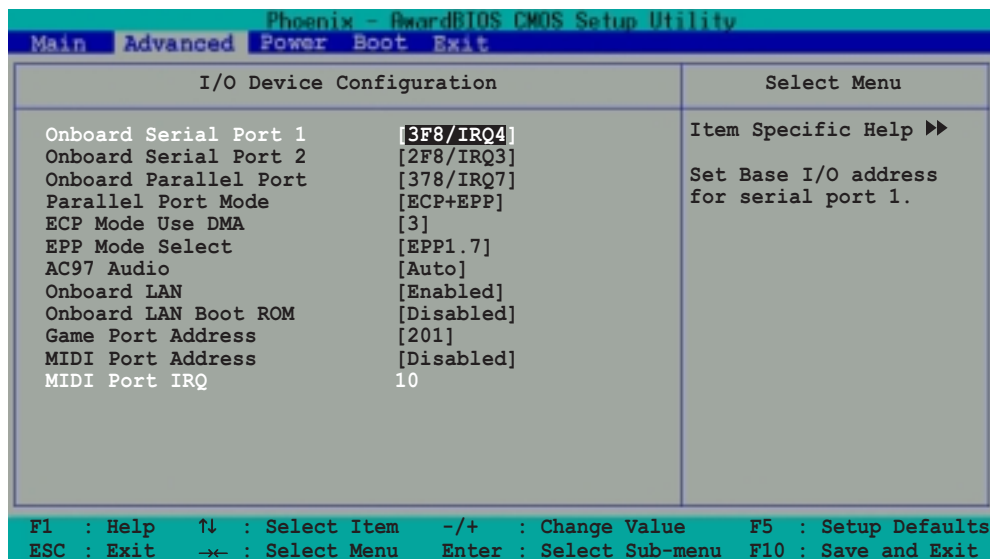 Phoenix - AwardBIOS CMOS Setup Utility
Main Advanced Power Boot Exit
I/O Device Configuration
Select Menu
Onboard Serial Port 1 [3F8/IRQ4]
Onboard Serial Port 2 [2F8/IRQ3]
Onboard Parallel Port [378/IRQ7]
Parallel Port Mode [ECP+EPP]
ECP Mode Use DMA [3]
EPP Mode Select [EPP1.7]
AC97 Audio [Auto]
Onboard LAN [Enabled]
Onboard LAN Boot ROM [Disabled]
Game Port Address [201]
MIDI Port Address [Disabled]
MIDI Port IRQ 10
Item Specific Help ▶▶
Set Base I/O address
for serial port 1.
F1 : Help ↑↓ : Select Item -/+ : Change Value F5 : Setup Defaults
ESC : Exit →← : Select Menu Enter : Select Sub-menu F10 : Save and Exit